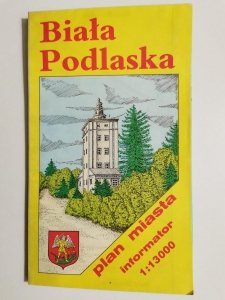 Biała
Podlaska
plan miasta
informator
1:13000